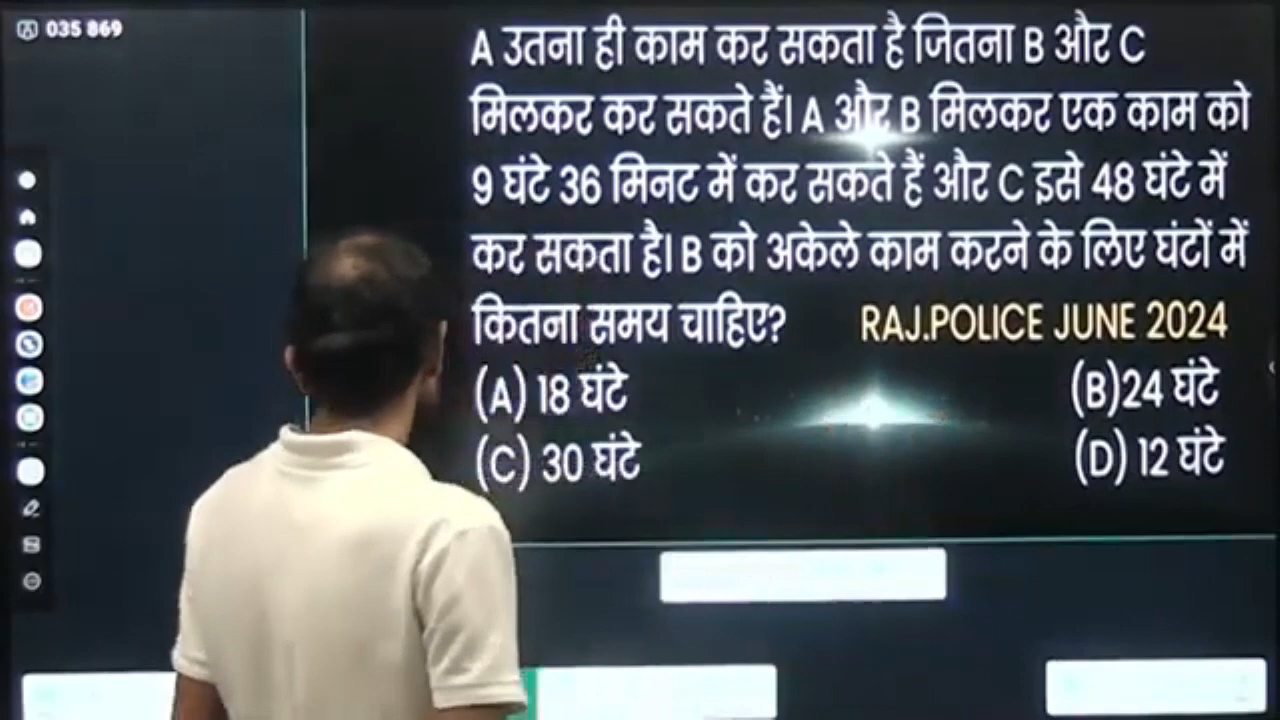 035 869
A उतना ही काम कर सकता है जितना B और C
मिलकर कर सकते हैं। A और B मिलकर एक काम को
9 घंटे 36 मिनट में कर सकते हैं और C इसे 48 घंटे में
कर सकता है। B को अकेले काम करने के लिए घंटों में
कितना समय चाहिए? RAJ.POLICE JUNE 2024
(A) 18 घंटे (B)24 घंटे
(C) 30 घंटे (D) 12 घंटे